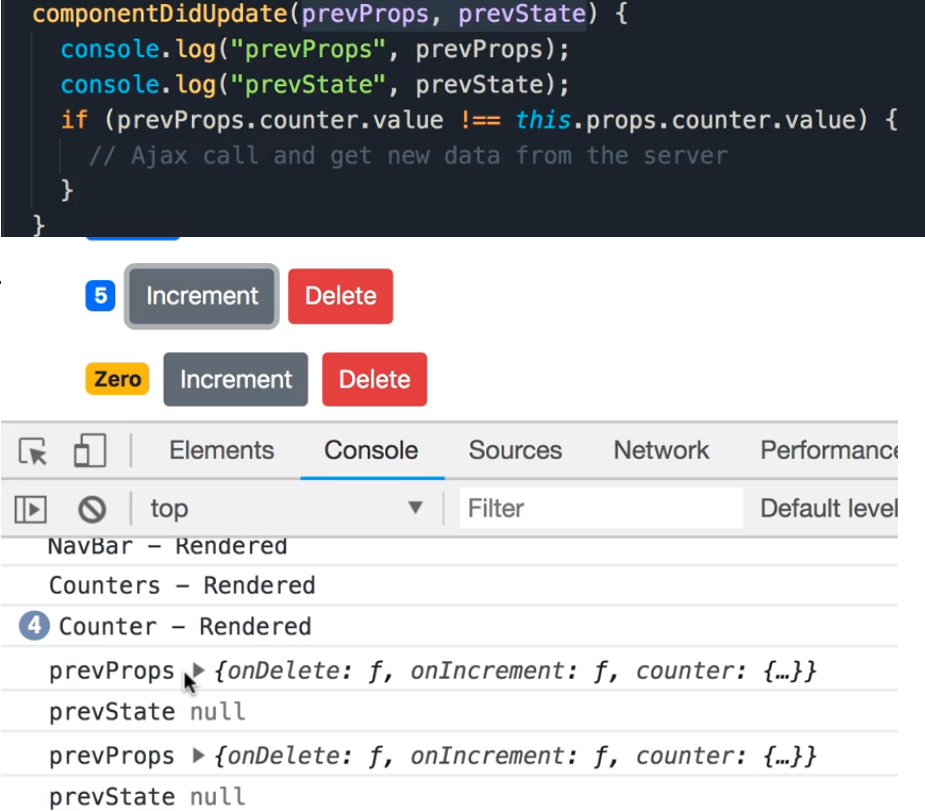 componentDidUpdate(prevProps, prevState) {
console.log("prevProps", prevProps);
console.log("prevState", prevState);
if (prevProps.counter.value !== this.props.counter.value) {
// Ajax call and get new data from the server
}
}
5 Increment Delete
Zero Increment Delete
Elements Console Sources Network Performance
top ▼ Filter Default level
NavBar – Rendered
Counters – Rendered
4 Counter – Rendered
prevProps ▶ {onDelete: ƒ, onIncrement: ƒ, counter: {…}}
prevState null
prevProps ▶ {onDelete: ƒ, onIncrement: ƒ, counter: {…}}
prevState null